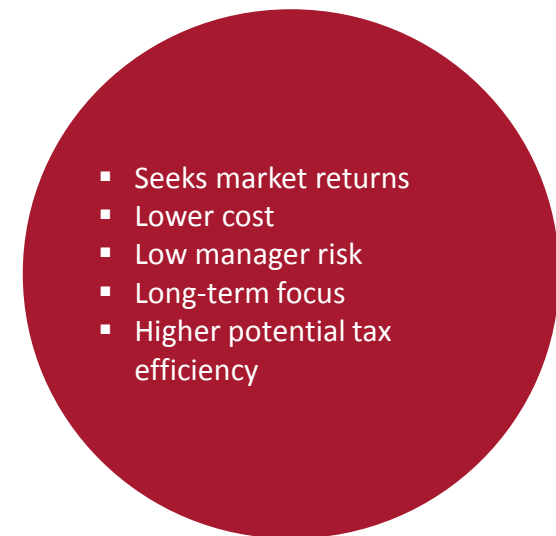 ▪ Seeks market returns
▪ Lower cost
▪ Low manager risk
▪ Long-term focus
▪ Higher potential tax
efficiency